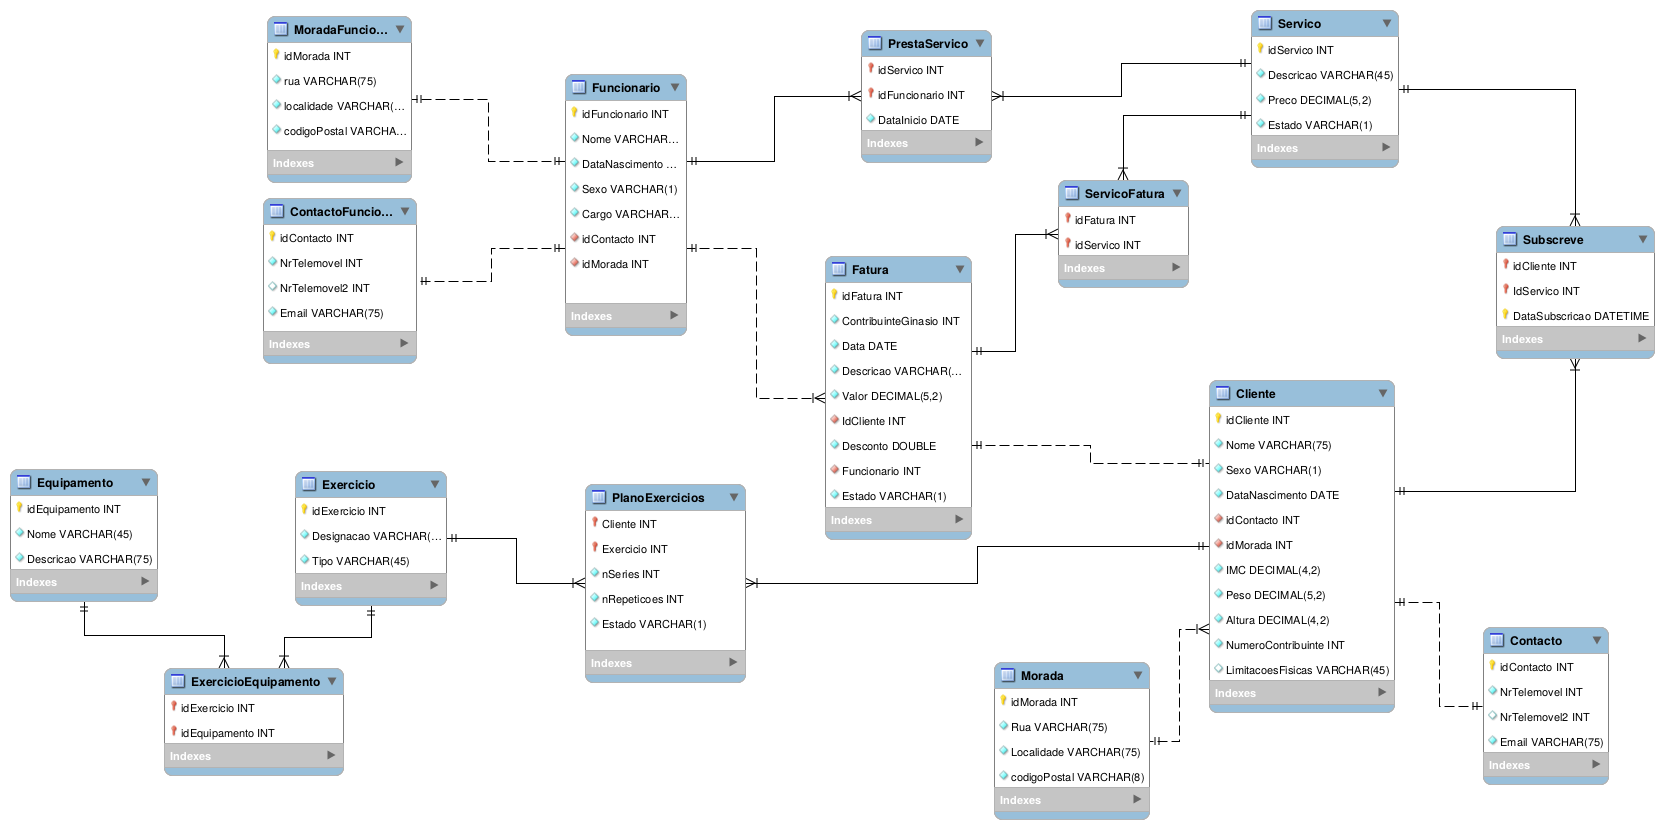 MoradaFuncio...
idMorada INT
rua VARCHAR(75)
localidade VARCHAR(...
codigoPostal VARCHA...
Indexes
ContactoFuncio...
idContacto INT
NrTelemovel INT
NrTelemovel2 INT
Email VARCHAR(75)
Indexes
Funcionario
idFuncionario INT
Nome VARCHAR...
DataNascimento ...
Sexo VARCHAR(1)
Cargo VARCHAR...
idContacto INT
idMorada INT
Indexes
PrestaServico
idServico INT
idFuncionario INT
DataInicio DATE
Indexes
Servico
idServico INT
Descricao VARCHAR(45)
Preco DECIMAL(5,2)
Estado VARCHAR(1)
Indexes
ServicoFatura
idFatura INT
idServico INT
Indexes
Subscreve
idCliente INT
IdServico INT
DataSubscricao DATETIME
Indexes
Fatura
idFatura INT
ContribuinteGinasio INT
Data DATE
Descricao VARCHAR(...
Valor DECIMAL(5,2)
IdCliente INT
Desconto DOUBLE
Funcionario INT
Estado VARCHAR(1)
Indexes
Cliente
idCliente INT
Nome VARCHAR(75)
Sexo VARCHAR(1)
DataNascimento DATE
idContacto INT
idMorada INT
IMC DECIMAL(4,2)
Peso DECIMAL(5,2)
Altura DECIMAL(4,2)
NumeroContribuinte INT
LimitacoesFisicas VARCHAR(45)
Indexes
Equipamento
idEquipamento INT
Nome VARCHAR(45)
Descricao VARCHAR(75)
Indexes
Exercicio
idExercicio INT
Designacao VARCHAR(...
Tipo VARCHAR(45)
Indexes
PlanoExercicios
Cliente INT
Exercicio INT
nSeries INT
nRepeticoes INT
Estado VARCHAR(1)
Indexes
ExercicioEquipamento
idExercicio INT
idEquipamento INT
Indexes
Morada
idMorada INT
Rua VARCHAR(75)
Localidade VARCHAR(75)
codigoPostal VARCHAR(8)
Indexes
Contacto
idContacto INT
NrTelemovel INT
NrTelemovel2 INT
Email VARCHAR(75)
Indexes